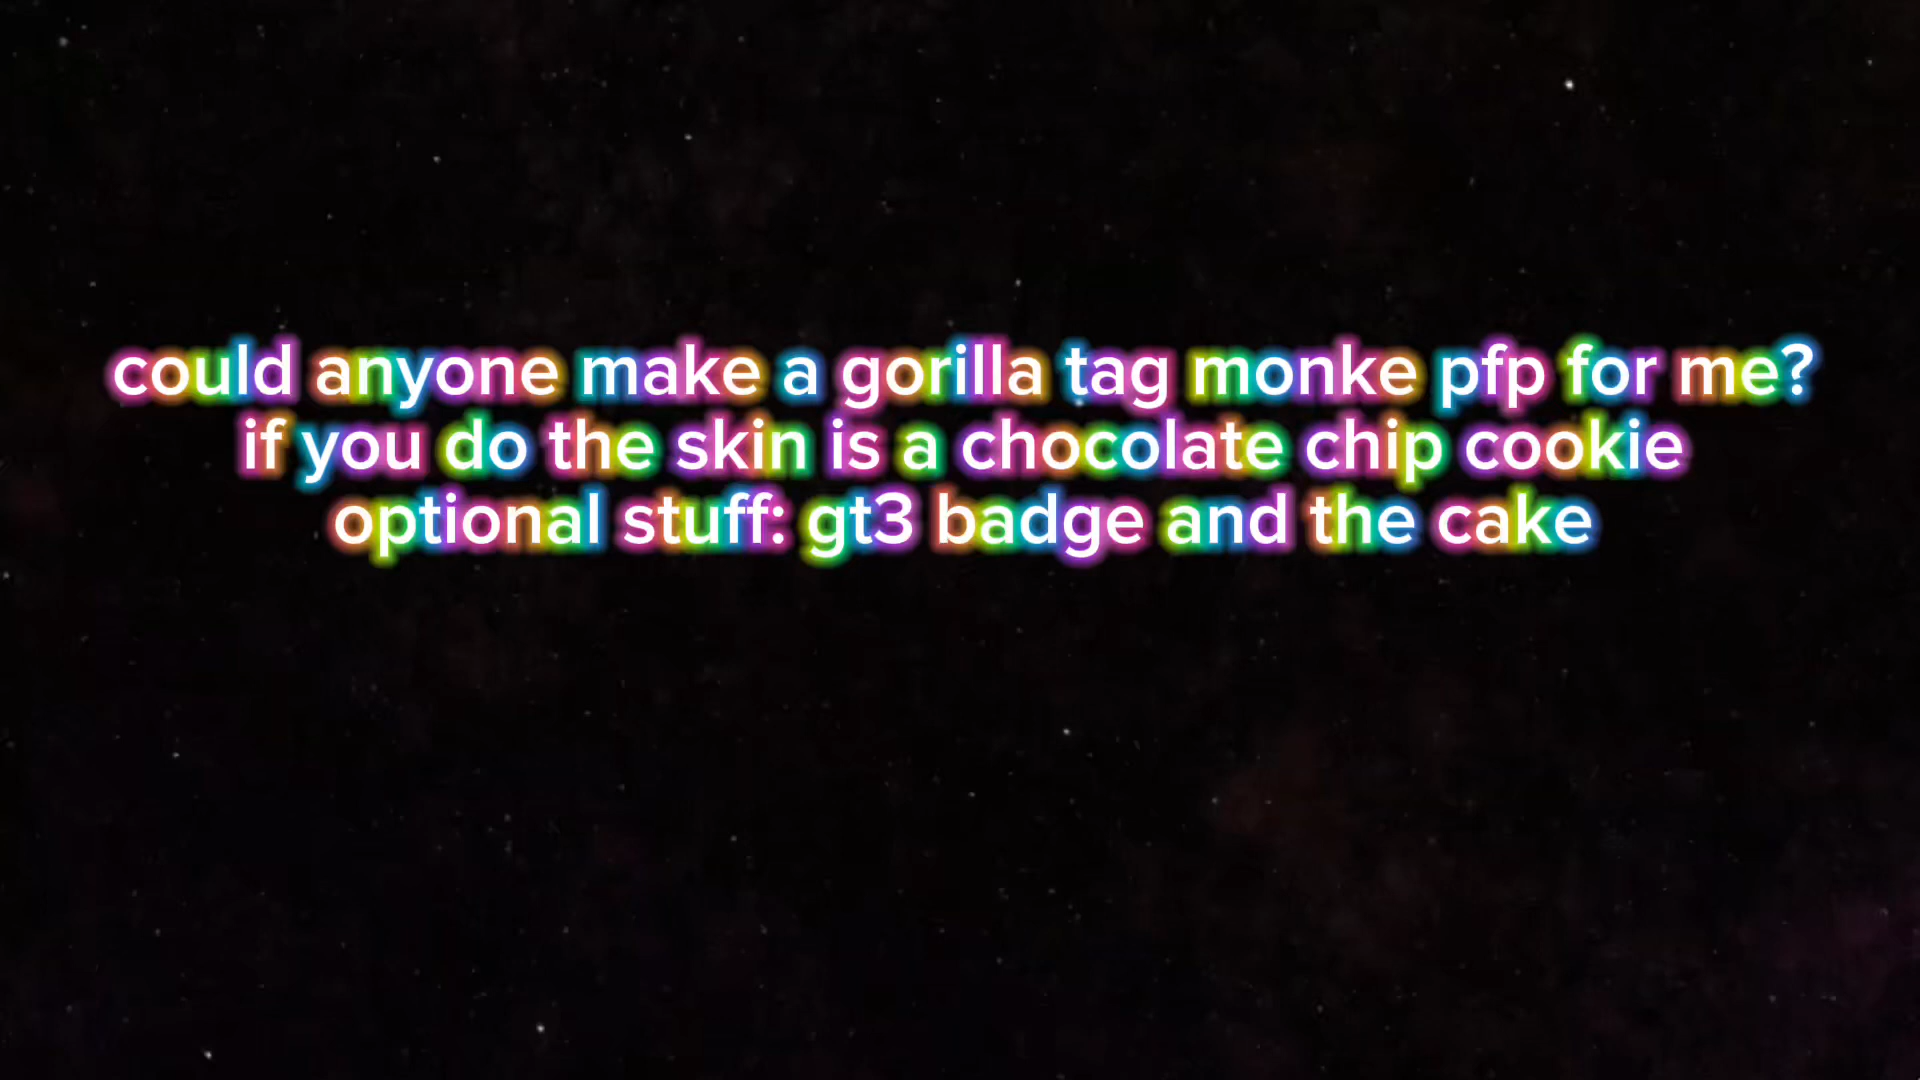 could anyone make a gorilla tag monke pfp for me?
if you do the skin is a chocolate chip cookie
optional stuff: gt3 badge and the cake